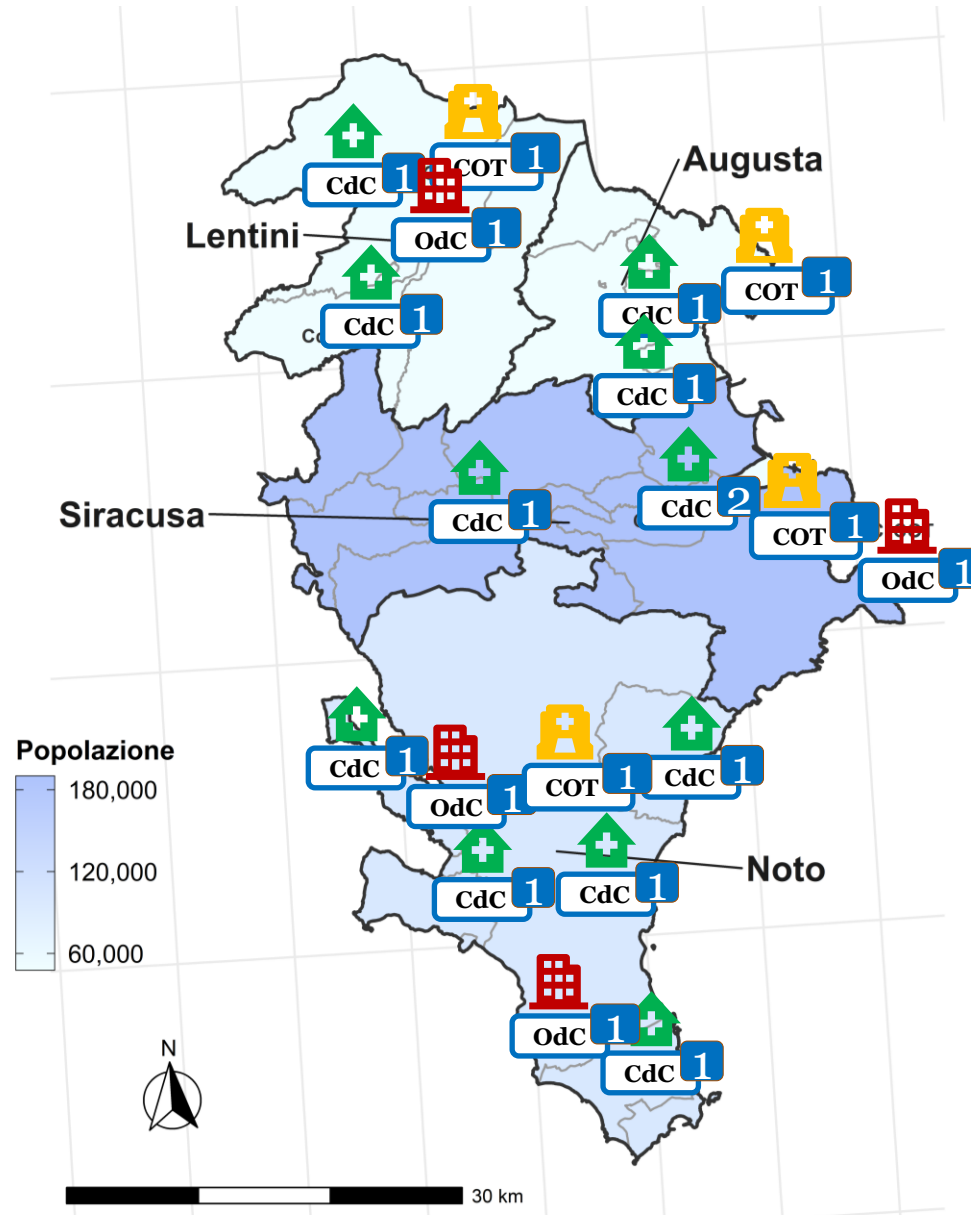 COT 1
CdC 1
Augusta
Lentini
OdC 1
COT 1
CdC 1
CdC 1
CdC 1
Siracusa
CdC 1
CdC 2
COT 1
OdC 1
Popolazione
180,000
120,000
60,000
CdC 1
OdC 1
COT 1
CdC 1
CdC 1
CdC 1
Noto
OdC 1
CdC 1
N
30 km